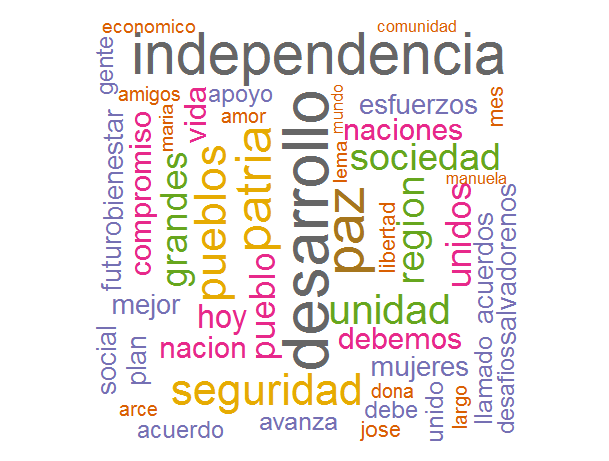 economico
comunidad
independencia
gente
amigos
maria
vida
apoyo
amor
mundo
esfuerzos
mes
futuro
bienestar
compromiso
grandes
pueblos
patria
desarrollo
lema
naciones
sociedad
manuela
paz
libertad
region
unidos
acuerdos
salvadorenos
mejor
hoy
pueblo
unidad
social
plan
nacion
debemos
mujeres
llamado
desafios
seguridad
dona
debe
unido
largo
arce
acuerdo
avanza
jose